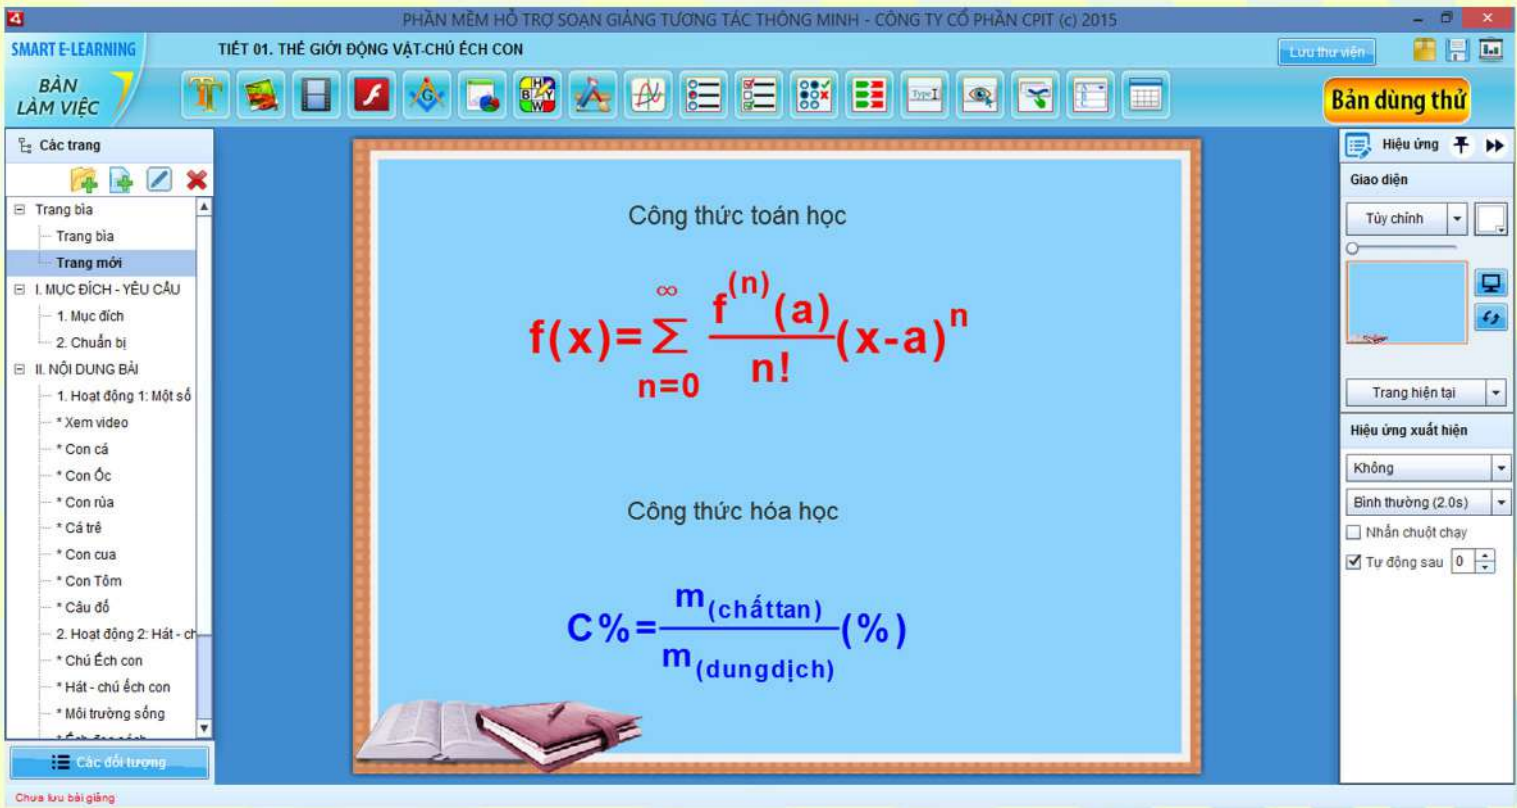 PHẦN MỀM HỖ TRỢ SOẠN GIẢNG TƯƠNG TÁC THÔNG MINH - CÔNG TY CỔ PHẦN CPIT (c) 2015
SMART E-LEARNING
TIẾT 01. THẾ GIỚI ĐỘNG VẬT-CHÚ ẾCH CON
Lưu thư viện
BÀN
LÀM VIỆC
Bản dùng thử
Các trang
Trang bìa
Trang bìa
Trang mới
I. MỤC ĐÍCH - YÊU CẦU
1. Mục đích
2. Chuẩn bị
II. NỘI DUNG BÀI
1. Hoạt động 1: Một số
* Xem video
* Con cá
* Con Ốc
* Con rùa
* Cá trê
* Con cua
* Con Tôm
* Câu đố
2. Hoạt động 2: Hát - ch
* Chú Ếch con
* Hát - chú ếch con
* Môi trường sống
Các đối tượng
Chưa lưu bài giảng
Công thức toán học
f(x)=∑ n=0 ∞ f^(n)(a)/n! (x-a)^n
Công thức hóa học
C%=m(chấttan)/m(dungdịch) (%)
Hiệu ứng
Giao diện
Tùy chỉnh
Trang hiện tại
Hiệu ứng xuất hiện
Không
Bình thường (2.0s)
Nhấn chuột chạy
Tự động sau 0